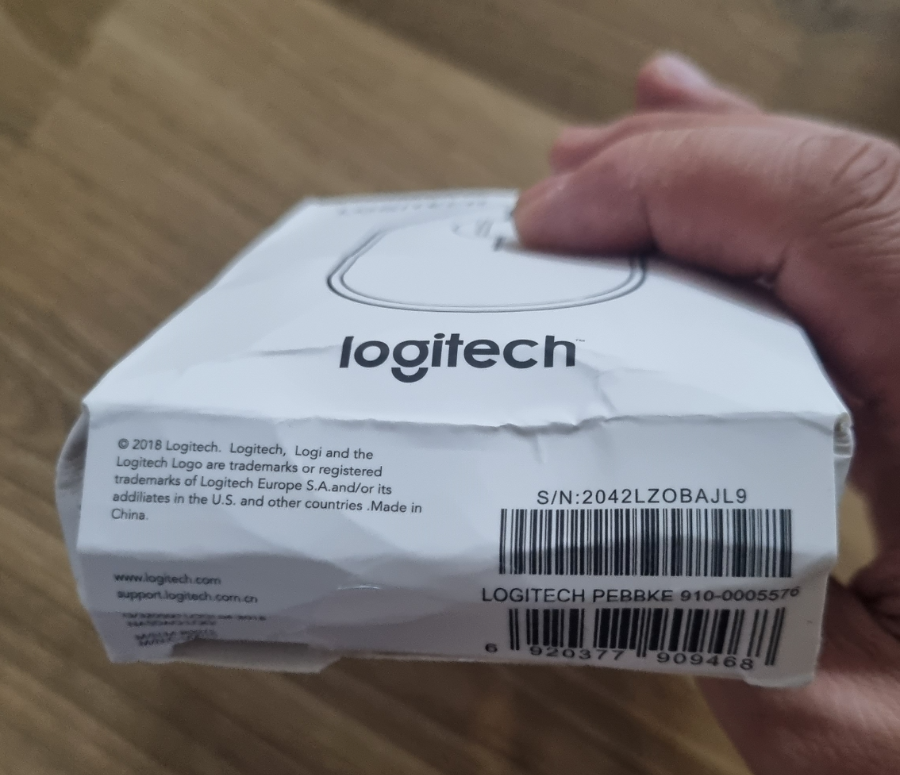 logitech™
© 2018 Logitech. Logitech, Logi and the
Logitech Logo are trademarks or registered
trademarks of Logitech Europe S.A.and/or its
addiliates in the U.S. and other countries .Made in
China.
www.logitech.com
support.logitech.com.cn
S/N:2042LZOBAJL9
LOGITECH PEBBKE 910-0005576
6 920377 909468